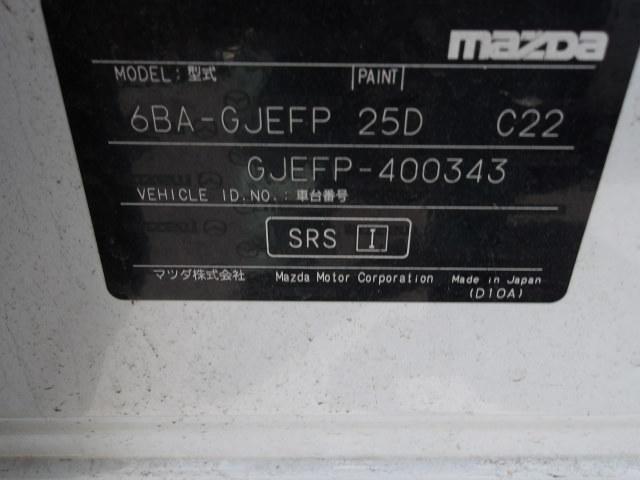 mazda
MODEL: 型式 PAINT
6BA-GJEFP 25D C22
GJEFP-400343
VEHICLE ID.NO.: 車台番号
SRS I
マツダ株式会社 Mazda Motor Corporation Made in Japan
(D10A)